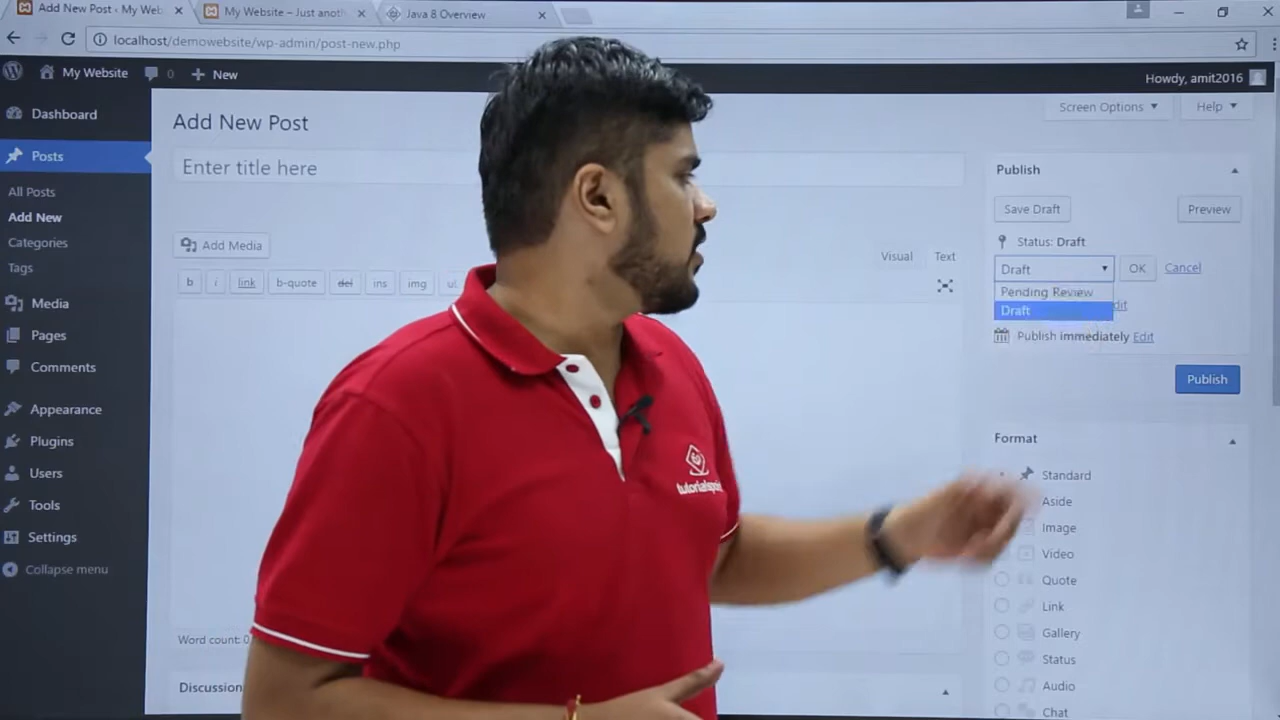 Add New Post ‹ My Web
My Website – Just anoth
Java 8 Overview
localhost/demowebsite/wp-admin/post-new.php
My Website
0
New
Howdy, amit2016
Dashboard
Posts
All Posts
Add New
Categories
Tags
Media
Pages
Comments
Appearance
Plugins
Users
Tools
Settings
Collapse menu
Screen Options
Help
Add New Post
Enter title here
Add Media
Visual
Text
b
i
link
b-quote
del
ins
img
ul
Word count: 0
Discussion
tutorialspoint
Publish
Save Draft
Preview
Status: Draft
Draft
OK
Cancel
Pending Review
Draft
dit
Publish immediately Edit
Publish
Format
Standard
Aside
Image
Video
Quote
Link
Gallery
Status
Audio
Chat